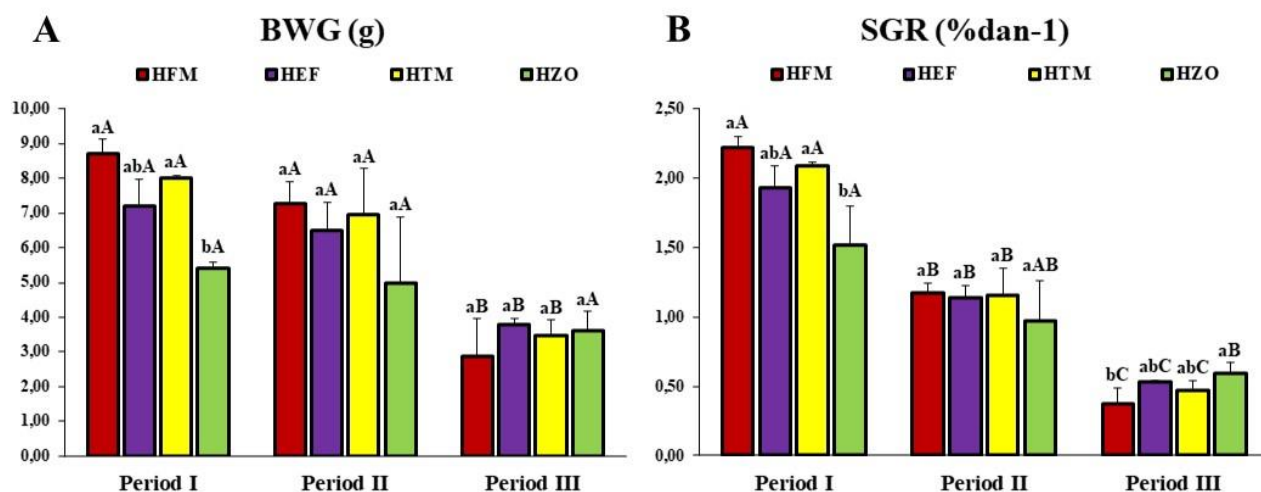 A BWG (g)
HFM HEF HTM HZO
10,00
9,00
8,00
7,00
6,00
5,00
4,00
3,00
2,00
1,00
0,00
aA abA aA bA
aA aA aA aA
aB aB aB aA
Period I Period II Period III
B SGR (%dan-1)
HFM HEF HTM HZO
2,50
2,00
1,50
1,00
0,50
0,00
aA abA aA bA
aB aB aB aAB
bC abC abC aB
Period I Period II Period III